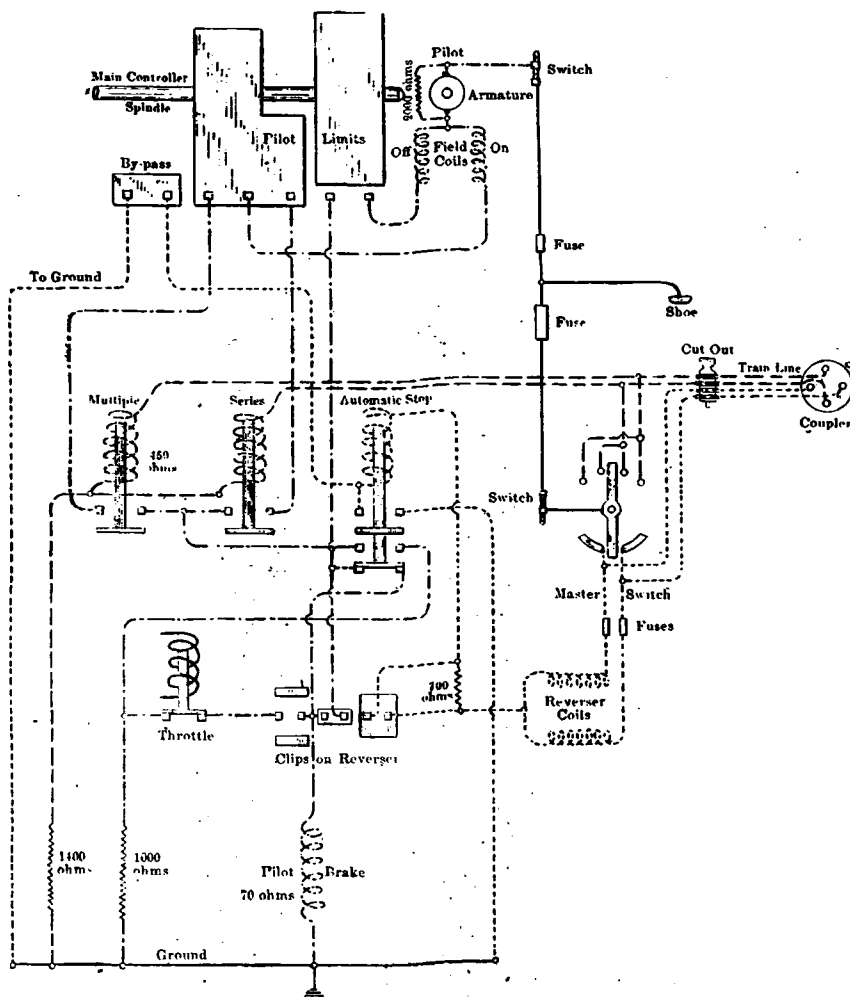 Pilot
Switch
Main Controller
Spindle
2000 ohms
Armature
Pilot
Limits
Off
Field
Coils
On
By-pass
Fuse
To Ground
Shoe
Fuse
Cut Out
Train Line
Multiple
Series
Automatic Stop
Coupler
ohms
Switch
Master
Switch
Fuses
ohms
Reverser
Coils
Throttle
Clips on Reverser
1400
ohms
1000
ohms
Pilot
Brake
70 ohms
Ground